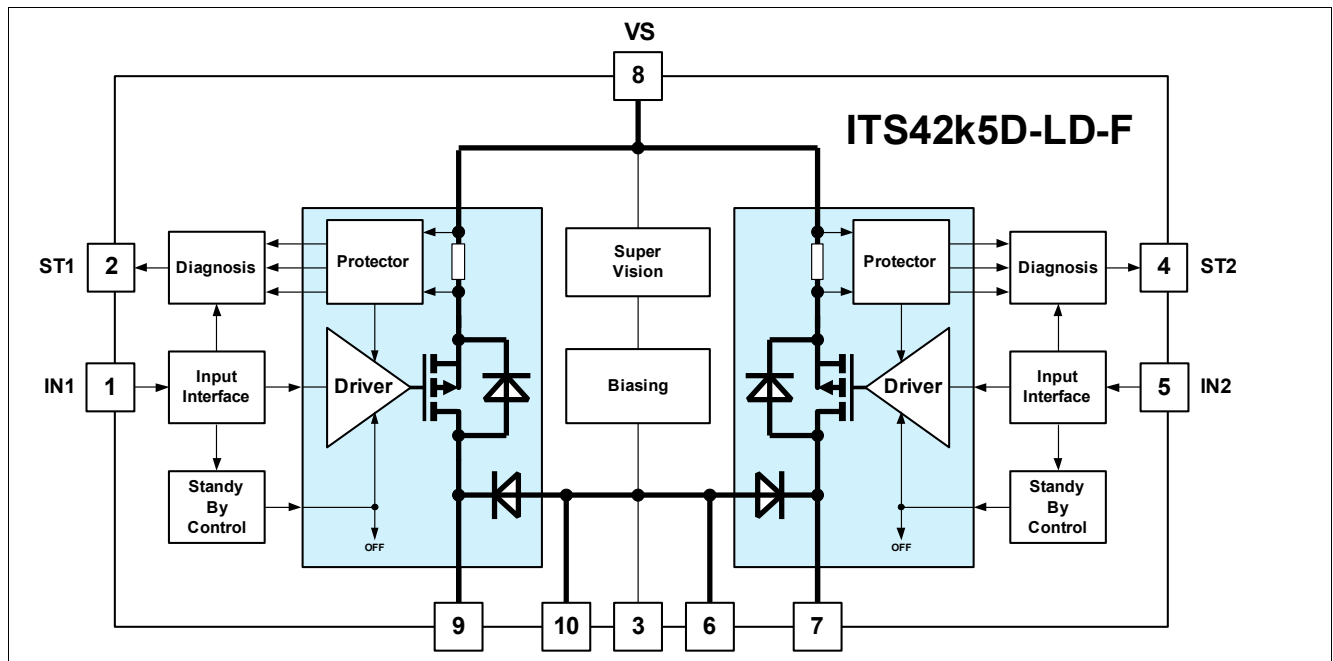 VS
8
ITS42k5D-LD-F
ST1
2
Diagnosis
Protector
Super
Vision
Protector
Diagnosis
4
ST2
IN1
1
Input
Interface
Driver
Biasing
Driver
Input
Interface
5
IN2
Standy
By
Control
OFF
OFF
Standy
By
Control
9
10
3
6
7